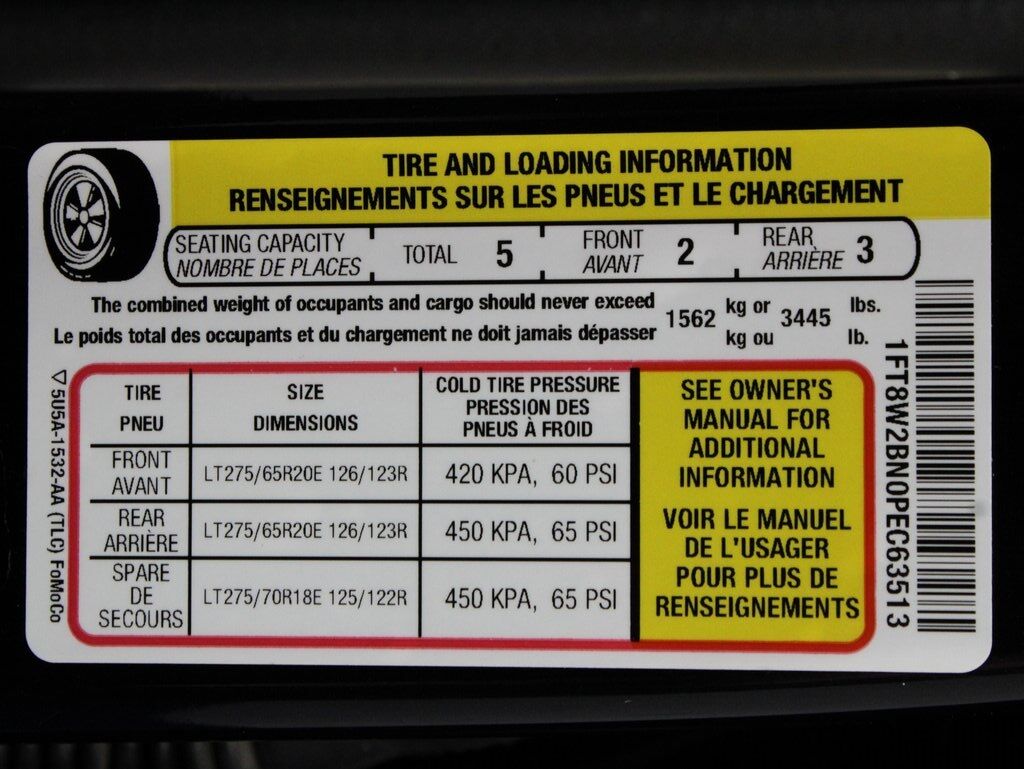 TIRE AND LOADING INFORMATION
RENSEIGNEMENTS SUR LES PNEUS ET LE CHARGEMENT
SEATING CAPACITY
NOMBRE DE PLACES
TOTAL 5
FRONT
AVANT 2
REAR
ARRIÈRE 3
The combined weight of occupants and cargo should never exceed 1562 kg or 3445 lbs.
Le poids total des occupants et du chargement ne doit jamais dépasser kg ou lb.
TIRE
PNEU
SIZE
DIMENSIONS
COLD TIRE PRESSURE
PRESSION DES
PNEUS À FROID
FRONT
AVANT
LT275/65R20E 126/123R
420 KPA, 60 PSI
REAR
ARRIÈRE
LT275/65R20E 126/123R
450 KPA, 65 PSI
SPARE
DE
SECOURS
LT275/70R18E 125/122R
450 KPA, 65 PSI
SEE OWNER'S
MANUAL FOR
ADDITIONAL
INFORMATION
VOIR LE MANUEL
DE L'USAGER
POUR PLUS DE
RENSEIGNEMENTS
1FT8W2BN0PEC63513
5U5A-1532-AA (TLC) FoMoCo